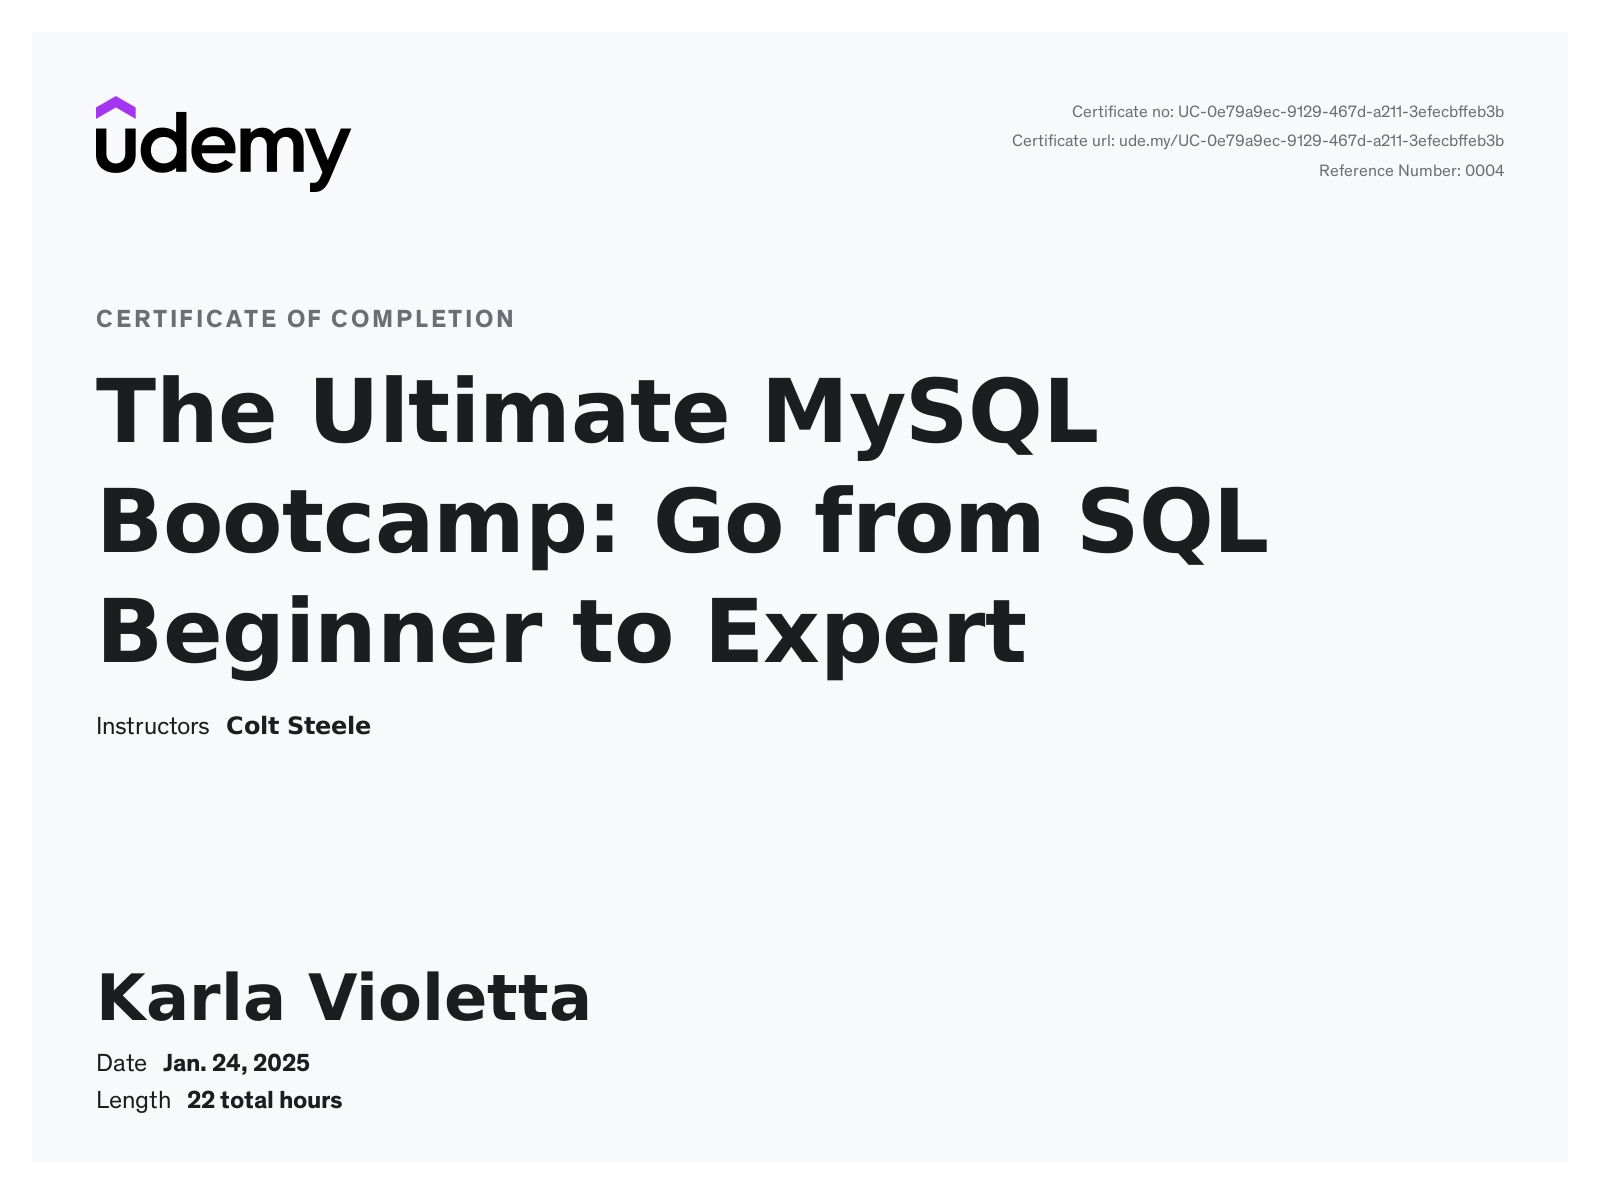 udemy
Certificate no: UC-0e79a9ec-9129-467d-a211-3efecbffeb3b
Certificate url: ude.my/UC-0e79a9ec-9129-467d-a211-3efecbffeb3b
Reference Number: 0004
CERTIFICATE OF COMPLETION
The Ultimate MySQL
Bootcamp: Go from SQL
Beginner to Expert
Instructors Colt Steele
Karla Violetta
Date Jan. 24, 2025
Length 22 total hours